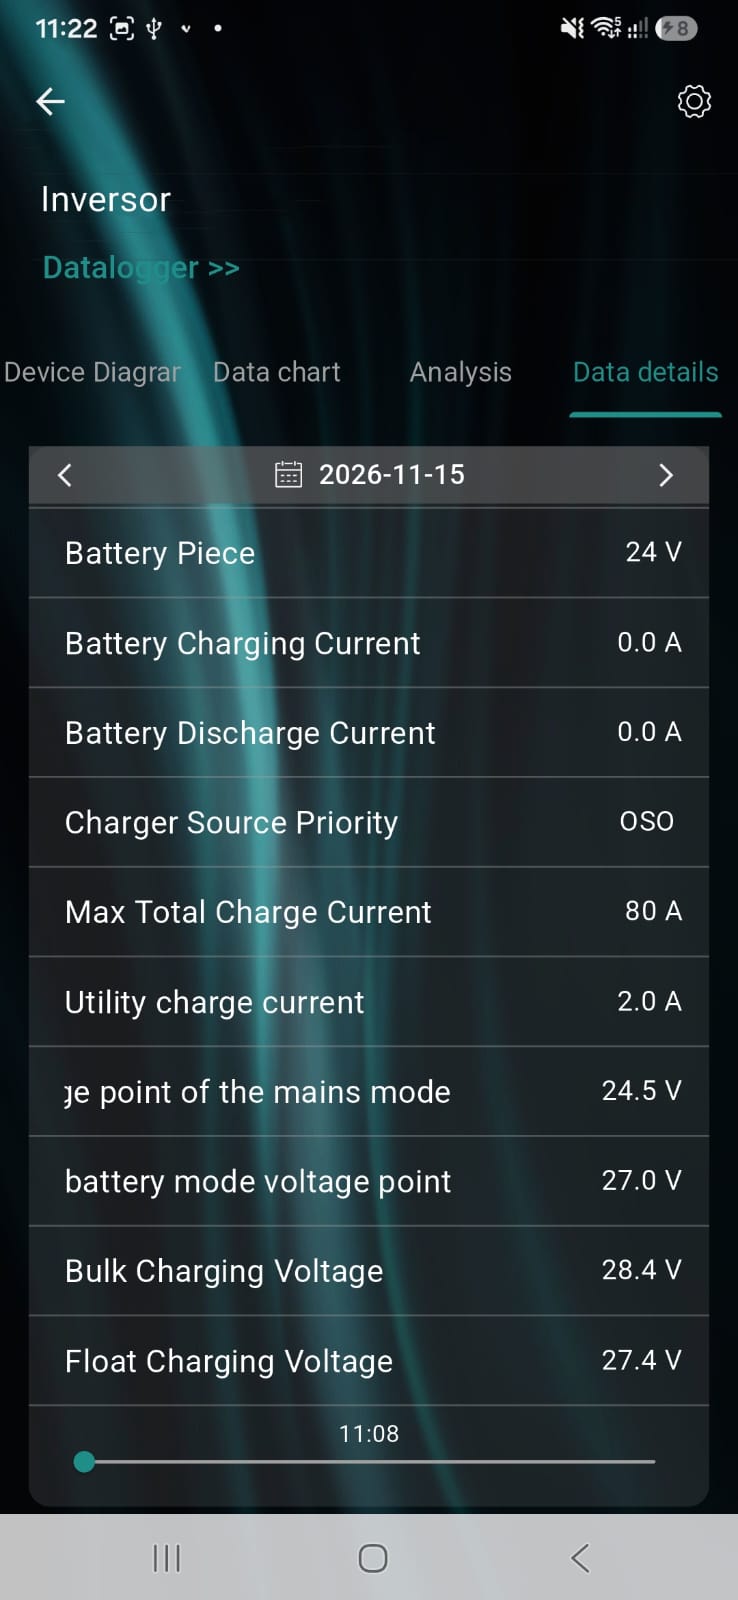 11:22
5
8
Inversor
Datalogger >>
Device Diagrar Data chart Analysis Data details
2026-11-15
Battery Piece 24 V
Battery Charging Current 0.0 A
Battery Discharge Current 0.0 A
Charger Source Priority OSO
Max Total Charge Current 80 A
Utility charge current 2.0 A
ge point of the mains mode 24.5 V
battery mode voltage point 27.0 V
Bulk Charging Voltage 28.4 V
Float Charging Voltage 27.4 V
11:08